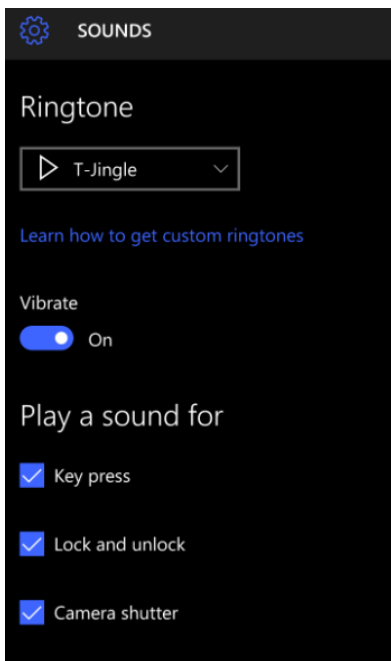 SOUNDS
Ringtone
T-Jingle
Learn how to get custom ringtones
Vibrate
On
Play a sound for
Key press
Lock and unlock
Camera shutter